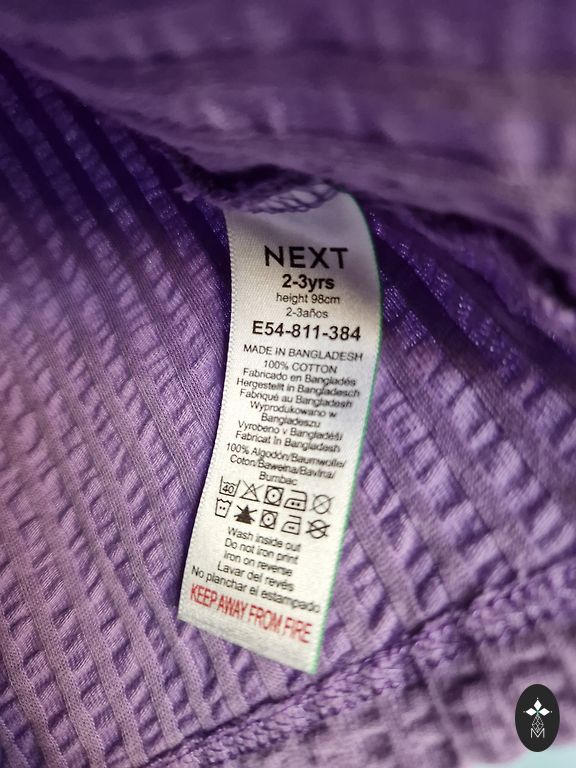 NEXT
2-3yrs
height 98cm
2-3años
E54-811-384
MADE IN BANGLADESH
100% COTTON
Fabricado en Bangladés
Hergestellt in Bangladesch
Fabriqué au Bangladesh
Wyprodukowano w
Bangladeszu
Vyrobeno v Bangladéši
Fabricat în Bangladesh
100% Algodón/Baumwolle/
Coton/Bawełna/Bavlna/
Bumbac
40
Wash inside out
Do not iron print
Iron on reverse
Lavar del revés
No planchar el estampado
KEEP AWAY FROM FIRE
M